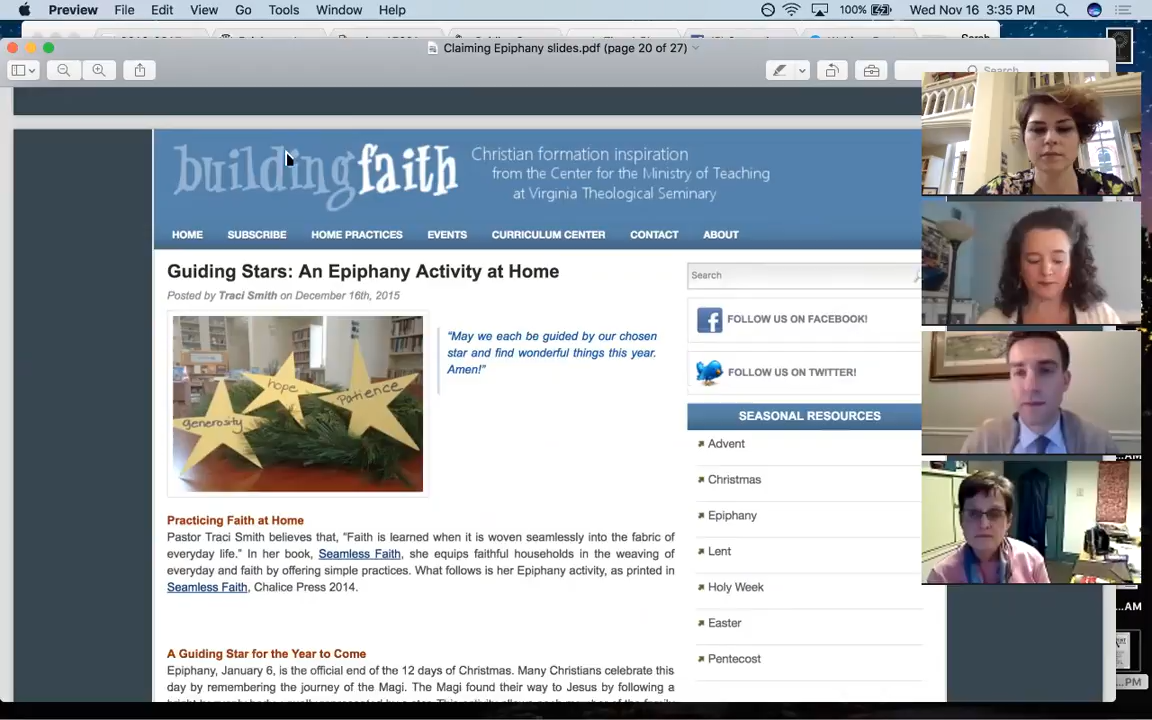 Preview File Edit View Go Tools Window Help 100% Wed Nov 16 3:35 PM
Claiming Epiphany slides.pdf (page 20 of 27)
Search
buildingfaith
Christian formation inspiration
from the Center for the Ministry of Teaching
at Virginia Theological Seminary
HOME SUBSCRIBE HOME PRACTICES EVENTS CURRICULUM CENTER CONTACT ABOUT
Guiding Stars: An Epiphany Activity at Home
Posted by Traci Smith on December 16th, 2015
generosity
hope
Patience
"May we each be guided by our chosen
star and find wonderful things this year.
Amen!"
Practicing Faith at Home
Pastor Traci Smith believes that, "Faith is learned when it is woven seamlessly into the fabric of
everyday life." In her book, Seamless Faith, she equips faithful households in the weaving of
everyday and faith by offering simple practices. What follows is her Epiphany activity, as printed in
Seamless Faith, Chalice Press 2014.
A Guiding Star for the Year to Come
Epiphany, January 6, is the official end of the 12 days of Christmas. Many Christians celebrate this
day by remembering the journey of the Magi. The Magi found their way to Jesus by following a
Search
FOLLOW US ON FACEBOOK!
FOLLOW US ON TWITTER!
SEASONAL RESOURCES
Advent
Christmas
Epiphany
Lent
Holy Week
Easter
Pentecost
...AM
...PM